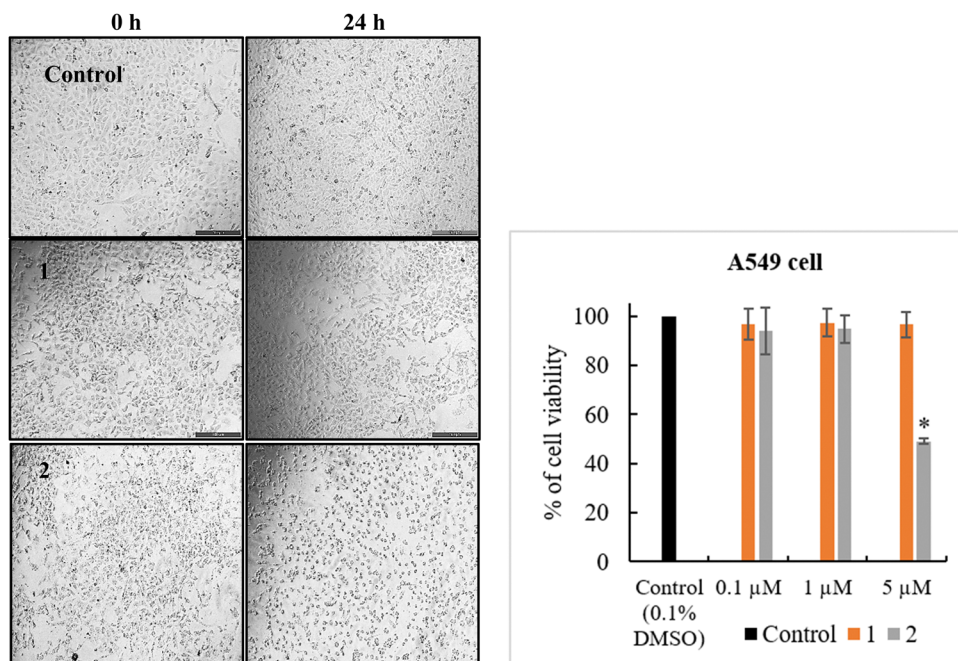 0 h 24 h
Control
1
2
A549 cell
% of cell viability
100
80
60
40
20
0
*
Control 0.1 µM 1 µM 5 µM
(0.1%
DMSO)
Control 1 2